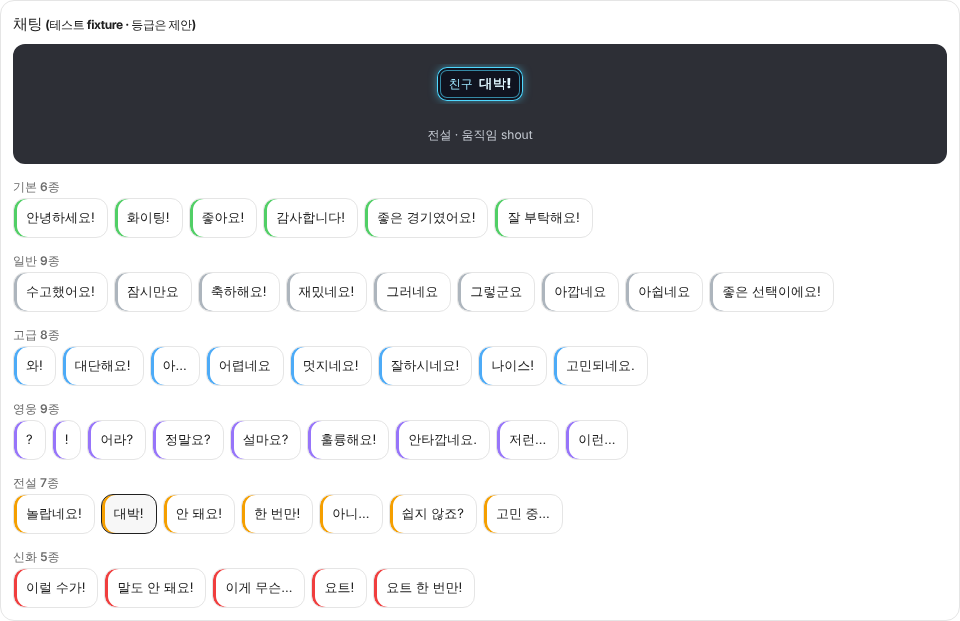 채팅 (테스트 fixture · 등급은 제안)
친구 대박!
전설 · 움직임 shout
기본 6종
안녕하세요! 화이팅! 좋아요! 감사합니다! 좋은 경기였어요! 잘 부탁해요!
일반 9종
수고했어요! 잠시만요 축하해요! 재밌네요! 그러네요 그렇군요 아깝네요 아쉽네요 좋은 선택이에요!
고급 8종
와! 대단해요! 아... 어렵네요 멋지네요! 잘하시네요! 나이스! 고민되네요.
영웅 9종
? ! 어라? 정말요? 설마요? 훌륭해요! 안타깝네요. 저런... 이런...
전설 7종
놀랍네요! 대박! 안 돼요! 한 번만! 아니... 쉽지 않죠? 고민 중...
신화 5종
이럴 수가! 말도 안 돼요! 이게 무슨... 요트! 요트 한 번만!